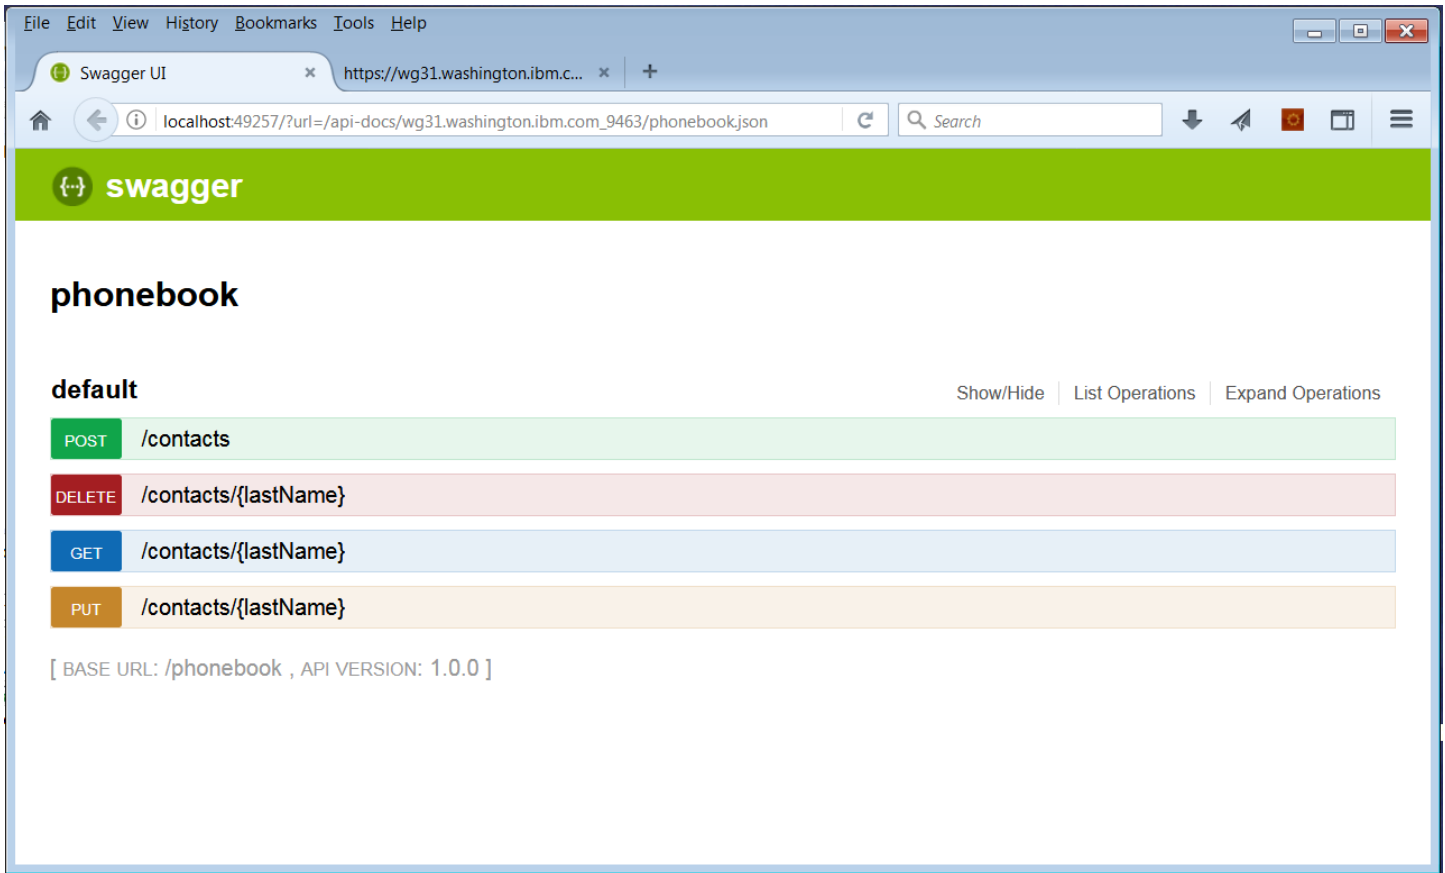 File Edit View History Bookmarks Tools Help
Swagger UI × https://wg31.washington.ibm.c... × +
localhost:49257/?url=/api-docs/wg31.washington.ibm.com_9463/phonebook.json Search
{···} swagger
phonebook
default Show/Hide List Operations Expand Operations
POST /contacts
DELETE /contacts/{lastName}
GET /contacts/{lastName}
PUT /contacts/{lastName}
[ BASE URL: /phonebook , API VERSION: 1.0.0 ]